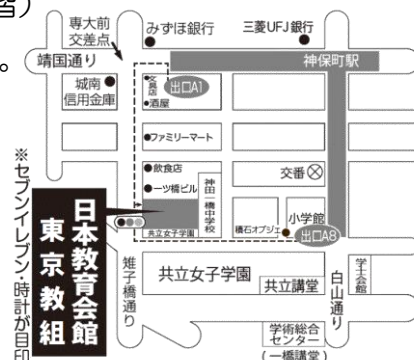 皆)
。
専大前
交差点
みずほ銀行
三菱UFJ銀行
靖国通り
神保町駅
城南
信用金庫
文房堂
酒屋
出口A1
ファミリーマート
飲食店
一ツ橋ビル
神田一橋中学校
交番
共立女子学園
積石オブジェ
小学館
出口A8
※セブンイレブン・時計が目印
日本教育会館
東京教組
雉子橋通り
共立女子学園
共立講堂
白山通り
学士会館
学術総合
センター
(一橋講堂)